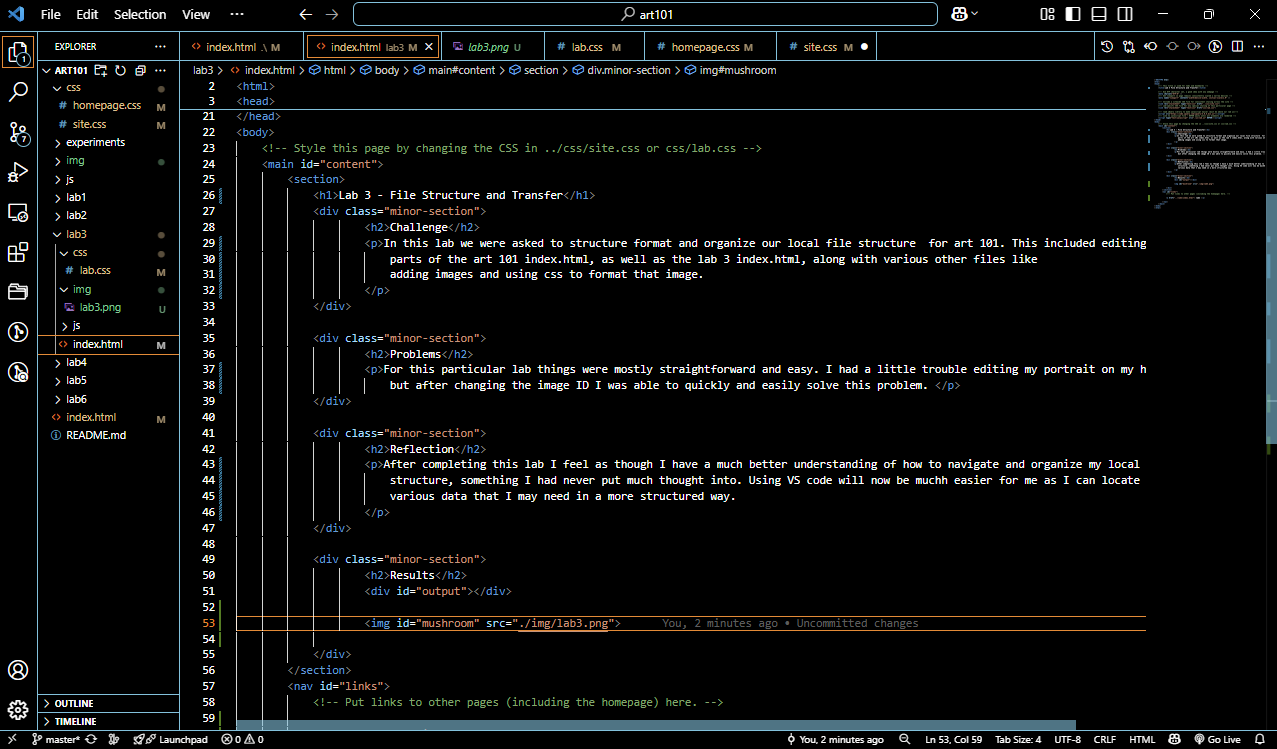 File Edit Selection View ··· art101
EXPLORER ···
index.html .\ M index.html lab3 M lab3.png U lab.css M homepage.css M site.css M
ART101
css
homepage.css M
site.css M
experiments
img
js
lab1
lab2
lab3
css
lab.css M
img
lab3.png U
js
index.html M
lab4
lab5
lab6
index.html M
README.md
OUTLINE
TIMELINE
1
7
lab3 > index.html > html > body > main#content > section > div.minor-section > img#mushroom
2 <html>
3 <head>
21 </head>
22 <body>
23 <!-- Style this page by changing the CSS in ../css/site.css or css/lab.css -->
24 <main id="content">
25 <section>
26 <h1>Lab 3 - File Structure and Transfer</h1>
27 <div class="minor-section">
28 <h2>Challenge</h2>
29 <p>In this lab we were asked to structure format and organize our local file structure  for art 101. This included editing
30 parts of the art 101 index.html, as well as the lab 3 index.html, along with various other files like
31 adding images and using css to format that image.
32 </p>
33 </div>
34
35 <div class="minor-section">
36 <h2>Problems</h2>
37 <p>For this particular lab things were mostly straightforward and easy. I had a little trouble editing my portrait on my h
38 but after changing the image ID I was able to quickly and easily solve this problem. </p>
39 </div>
40
41 <div class="minor-section">
42 <h2>Reflection</h2>
43 <p>After completing this lab I feel as though I have a much better understanding of how to navigate and organize my local
44 structure, something I had never put much thought into. Using VS code will now be muchh easier for me as I can locate
45 various data that I may need in a more structured way.
46 </p>
47 </div>
48
49 <div class="minor-section">
50 <h2>Results</h2>
51 <div id="output"></div>
52
53 <img id="mushroom" src="./img/lab3.png"> You, 2 minutes ago • Uncommitted changes
54
55 </div>
56 </section>
57 <nav id="links">
58 <!-- Put links to other pages (including the homepage) here. -->
59
master* Launchpad 0 0 You, 2 minutes ago Ln 53, Col 59 Tab Size: 4 UTF-8 CRLF HTML Go Live